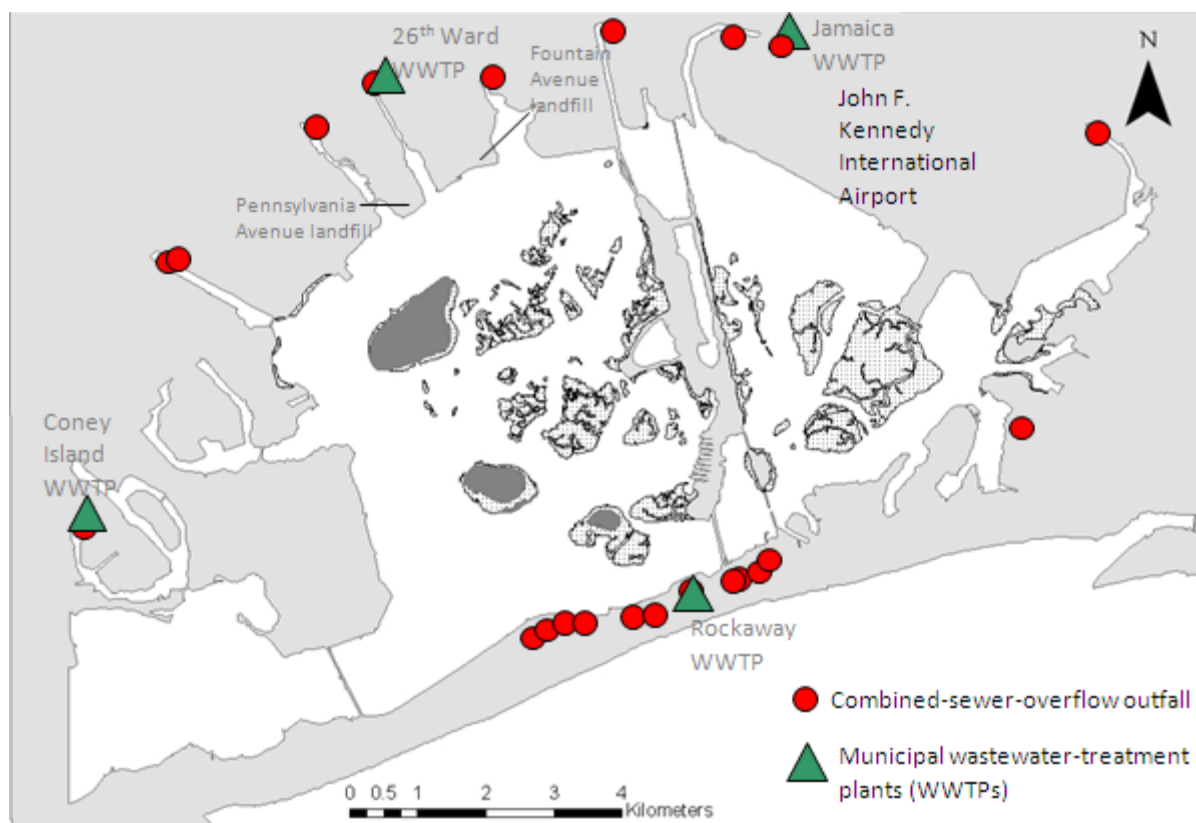 26th Ward
WWTP
Fountain
Avenue
landfill
Jamaica
WWTP
N
John F.
Kennedy
International
Airport
Pennsylvania
Avenue landfill
Coney
Island
WWTP
Rockaway
WWTP
Combined-sewer-overflow outfall
Municipal wastewater-treatment
plants (WWTPs)
0 0.5 1 2 3 4
Kilometers